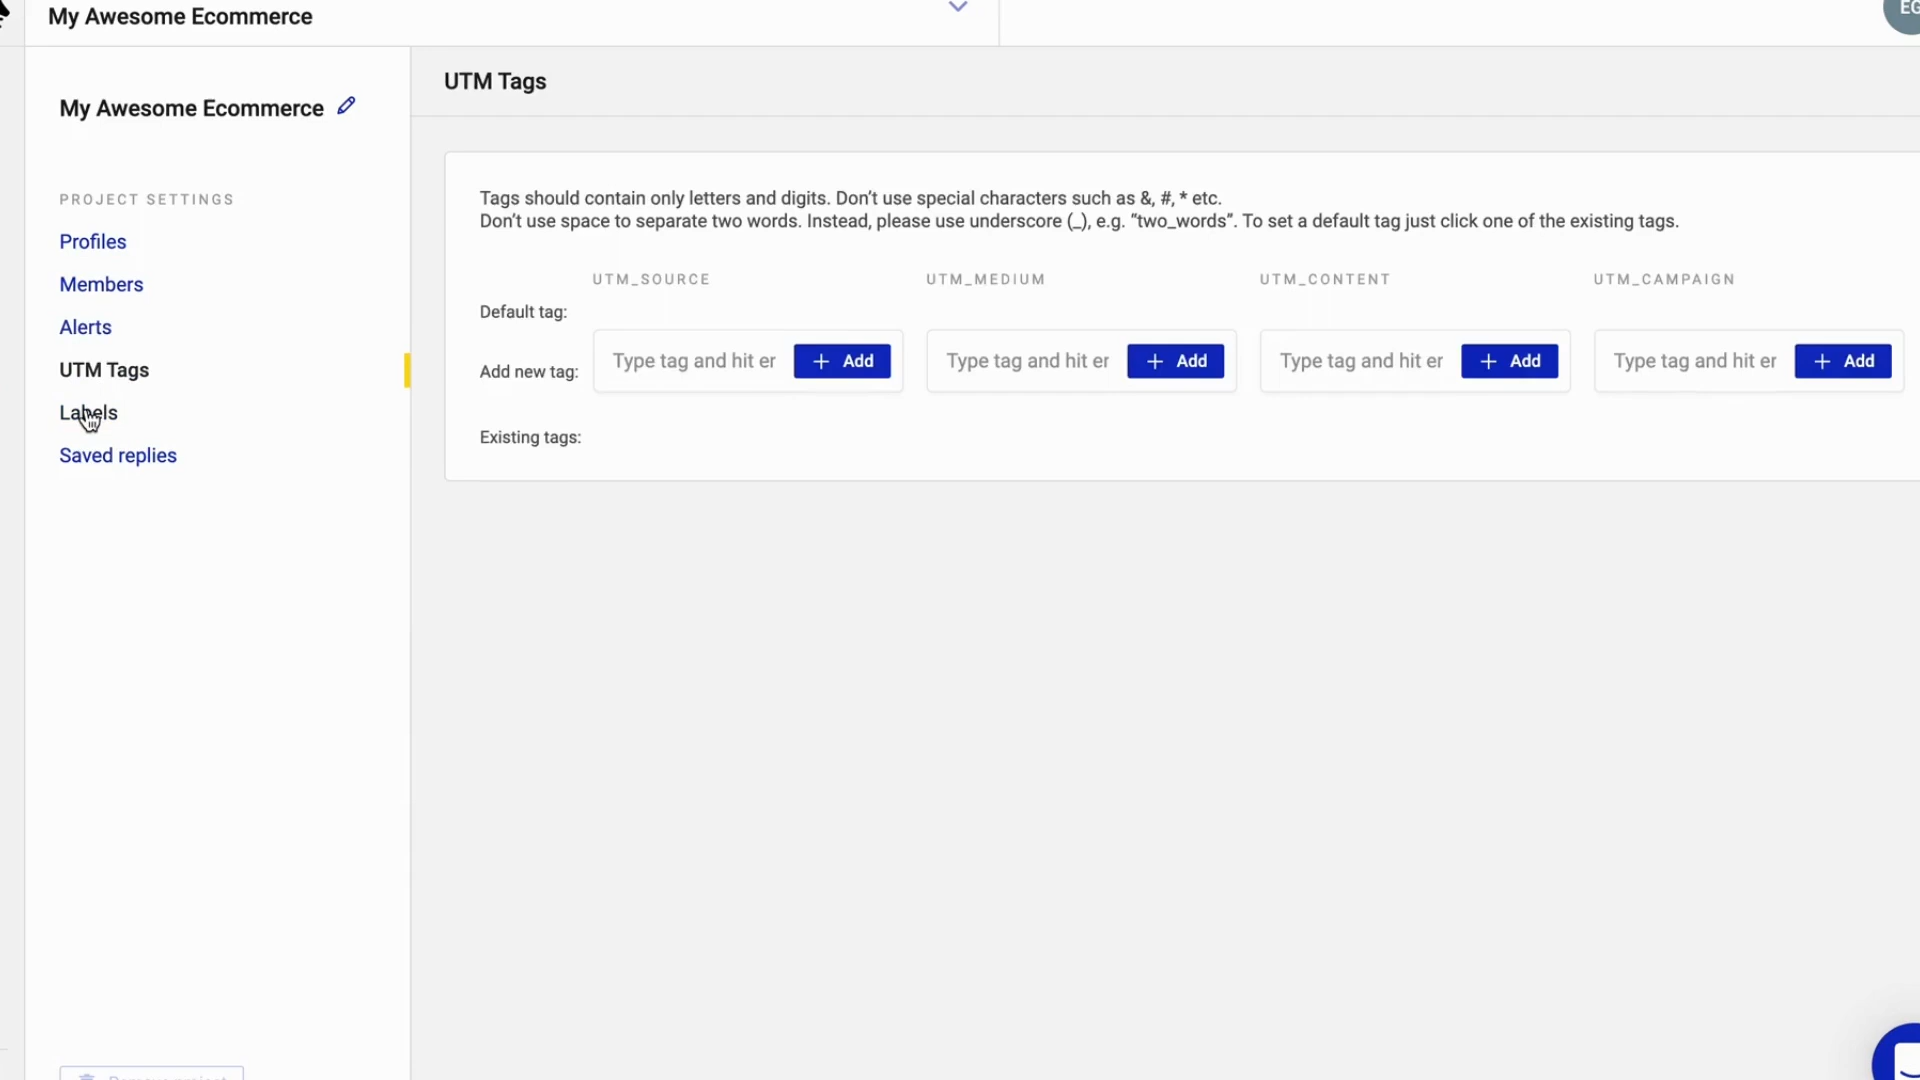 My Awesome Ecommerce
EG
My Awesome Ecommerce
UTM Tags
PROJECT SETTINGS
Profiles
Members
Alerts
UTM Tags
Labels
Saved replies
Tags should contain only letters and digits. Don’t use special characters such as &, #, * etc.
Don’t use space to separate two words. Instead, please use underscore (_), e.g. “two_words”. To set a default tag just click one of the existing tags.
UTM_SOURCE UTM_MEDIUM UTM_CONTENT UTM_CAMPAIGN
Default tag:
Add new tag: Type tag and hit er + Add Type tag and hit er + Add Type tag and hit er + Add Type tag and hit er + Add
Existing tags:
Remove project